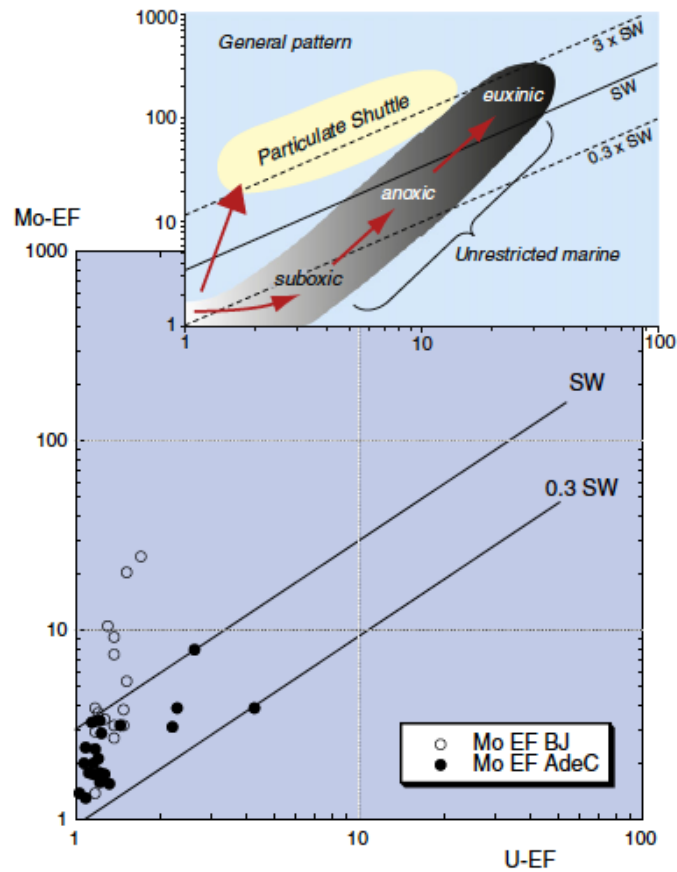 1000
General pattern
3 x SW
euxinic
SW
100
Particulate Shuttle
0.3 x SW
anoxic
Mo-EF
10
Unrestricted marine
1000
suboxic
1
1
10
100
SW
100
0.3 SW
10
Mo EF BJ
Mo EF AdeC
1
1
10
100
U-EF